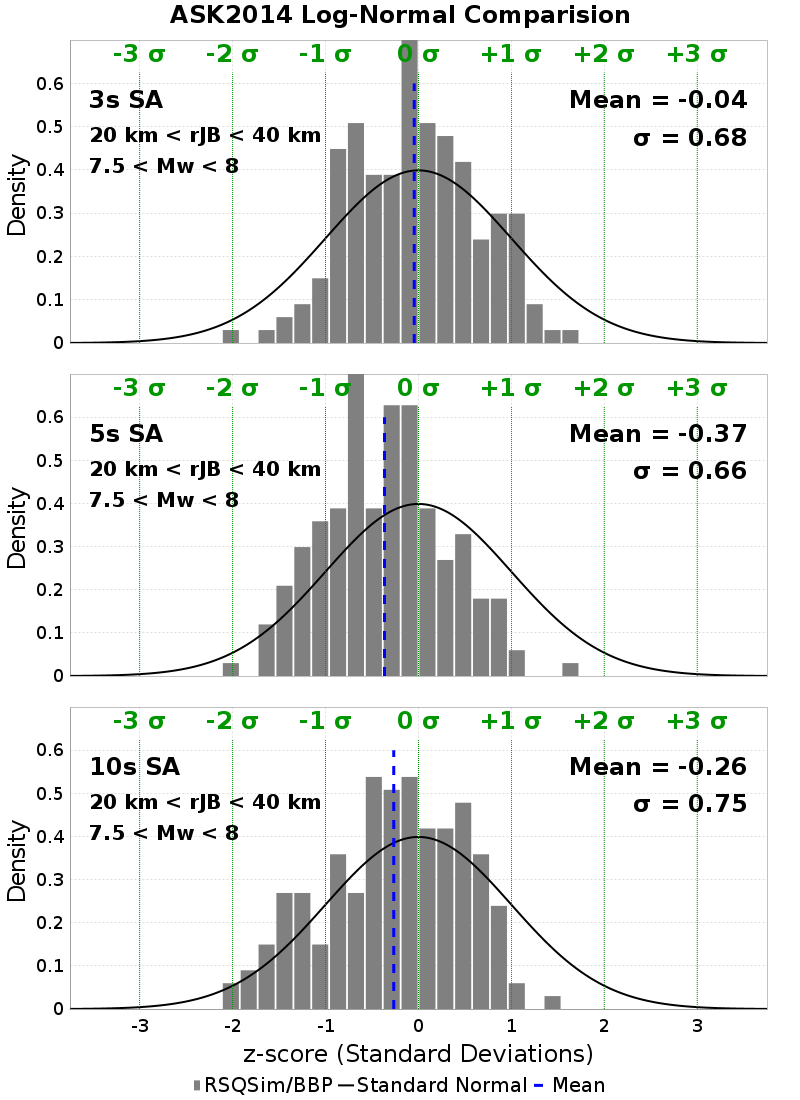 ASK2014 Log-Normal Comparision
-3 σ -2 σ -1 σ 0 σ +1 σ +2 σ +3 σ
3s SA
20 km < rJB < 40 km
7.5 < Mw < 8
Mean = -0.04
σ = 0.68
Density
0.6
0.5
0.4
0.3
0.2
0.1
0
-3 σ -2 σ -1 σ 0 σ +1 σ +2 σ +3 σ
5s SA
20 km < rJB < 40 km
7.5 < Mw < 8
Mean = -0.37
σ = 0.66
Density
0.6
0.5
0.4
0.3
0.2
0.1
0
-3 σ -2 σ -1 σ 0 σ +1 σ +2 σ +3 σ
10s SA
20 km < rJB < 40 km
7.5 < Mw < 8
Mean = -0.26
σ = 0.75
Density
0.6
0.5
0.4
0.3
0.2
0.1
0
-3 -2 -1 0 1 2 3
z-score (Standard Deviations)
RSQSim/BBP Standard Normal Mean